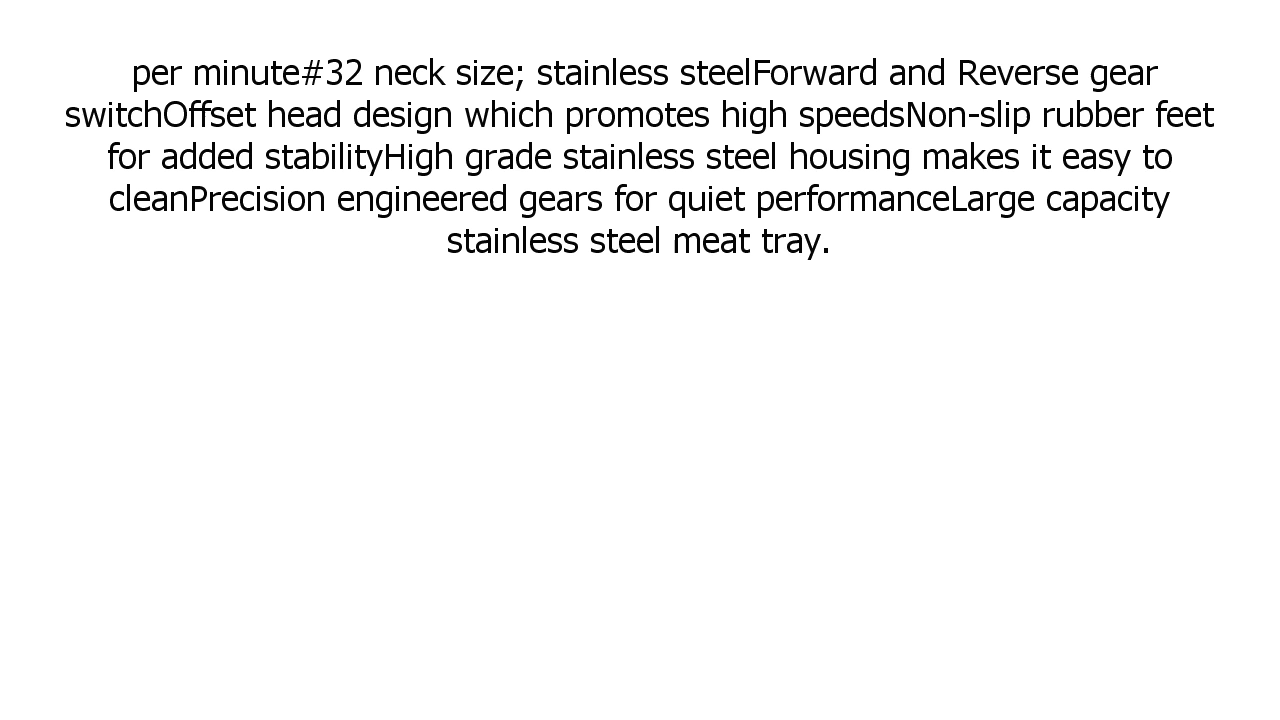 per minute#32 neck size; stainless steelForward and Reverse gear
switchOffset head design which promotes high speedsNon-slip rubber feet
for added stabilityHigh grade stainless steel housing makes it easy to
cleanPrecision engineered gears for quiet performanceLarge capacity
stainless steel meat tray.